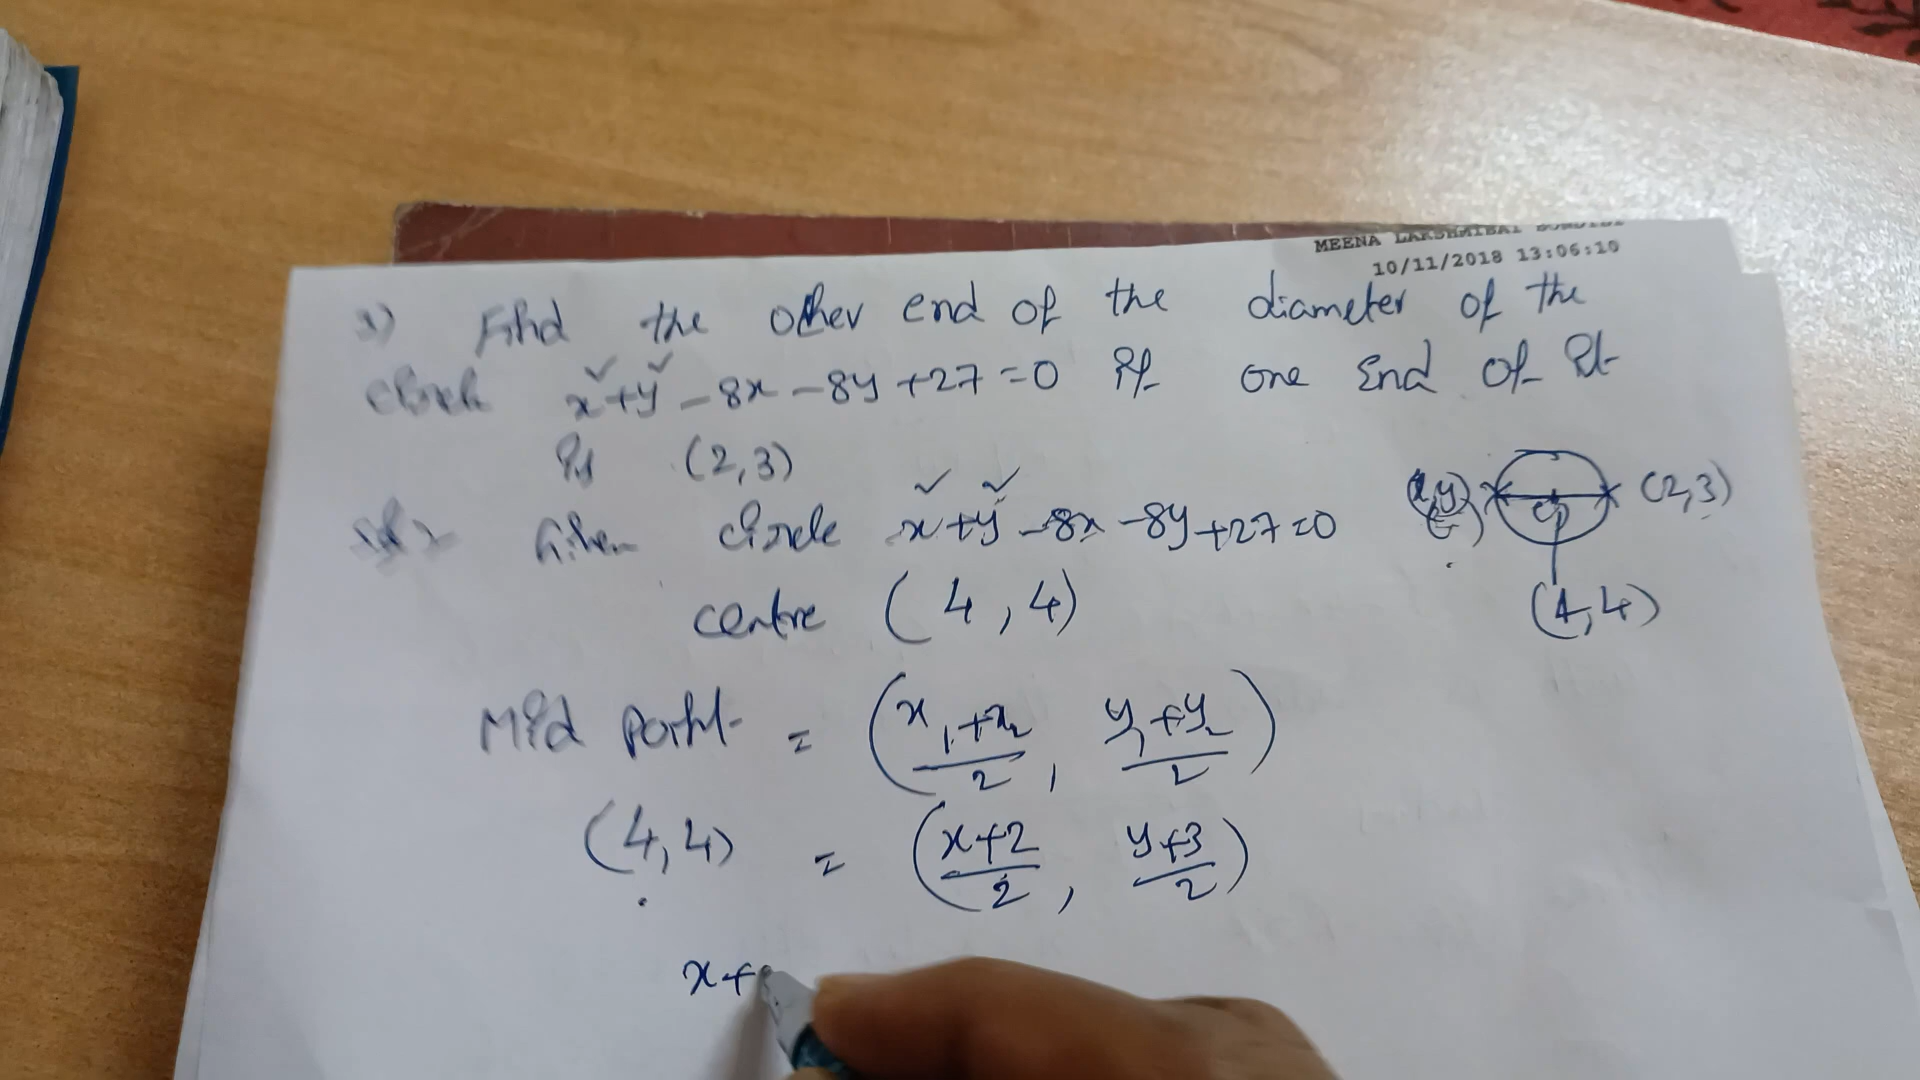 MEENA LAKSHMIBAI
10/11/2018 13:06:10
Find the other end of the diameter of the
circle x²+y²-8x-8y+27=0 if one End of it
is (2,3)
Given circle x²+y²-8x-8y+27=0
(x,y) (2,3)
(4,4)
centre (4,4)
Mid point = (x₁+x₂/2, y₁+y₂/2)
(4,4) = (x+2/2, y+3/2)
x+